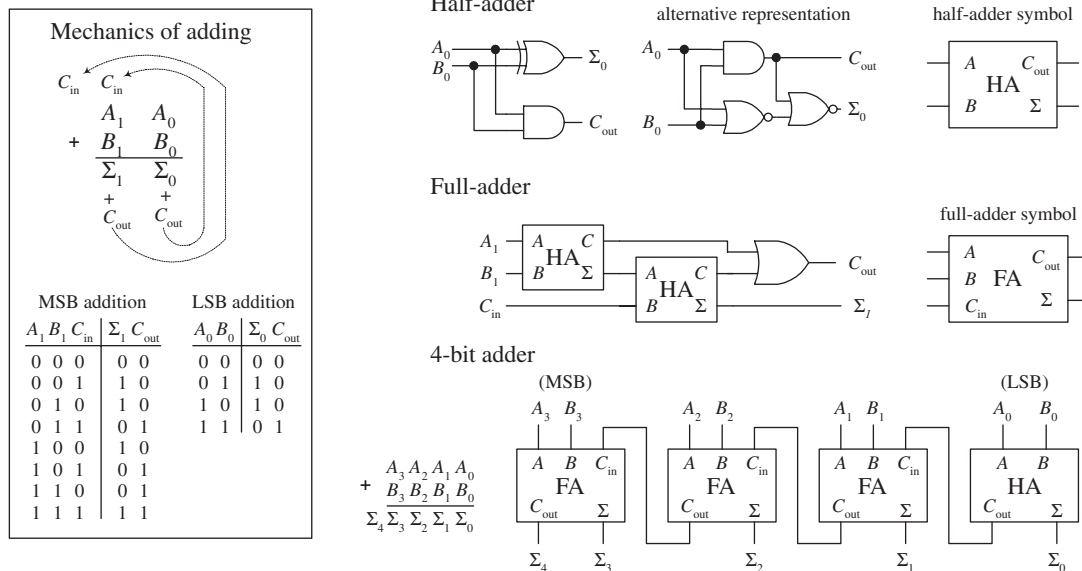 Mechanics of adding
C_in C_in
A_1 A_0
+ B_1 B_0
Σ_1 Σ_0
+ +
C_out C_out
MSB addition
A_1 B_1 C_in Σ_1 C_out
0 0 0 0 0
0 0 1 1 0
0 1 0 1 0
0 1 1 0 1
1 0 0 1 0
1 0 1 0 1
1 1 0 0 1
1 1 1 1 1
LSB addition
A_0 B_0 Σ_0 C_out
0 0 0 0
0 1 1 0
1 0 1 0
1 1 0 1
Half-adder
A_0
B_0
Σ_0
C_out
alternative representation
A_0
B_0
C_out
Σ_0
half-adder symbol
A C_out
HA
B Σ
Full-adder
A_1
B_1
C_in
A C
HA
B Σ
A C
HA
B Σ
C_out
Σ_I
full-adder symbol
A
C_out
B FA
C_in Σ
4-bit adder
(MSB) (LSB)
A_3 B_3 A_2 B_2 A_1 B_1 A_0 B_0
A B C_in A B C_in A B C_in A B
FA FA FA HA
C_out Σ C_out Σ C_out Σ C_out Σ
Σ_4 Σ_3 Σ_2 Σ_1 Σ_0
A_3 A_2 A_1 A_0
+ B_3 B_2 B_1 B_0
Σ_4 Σ_3 Σ_2 Σ_1 Σ_0